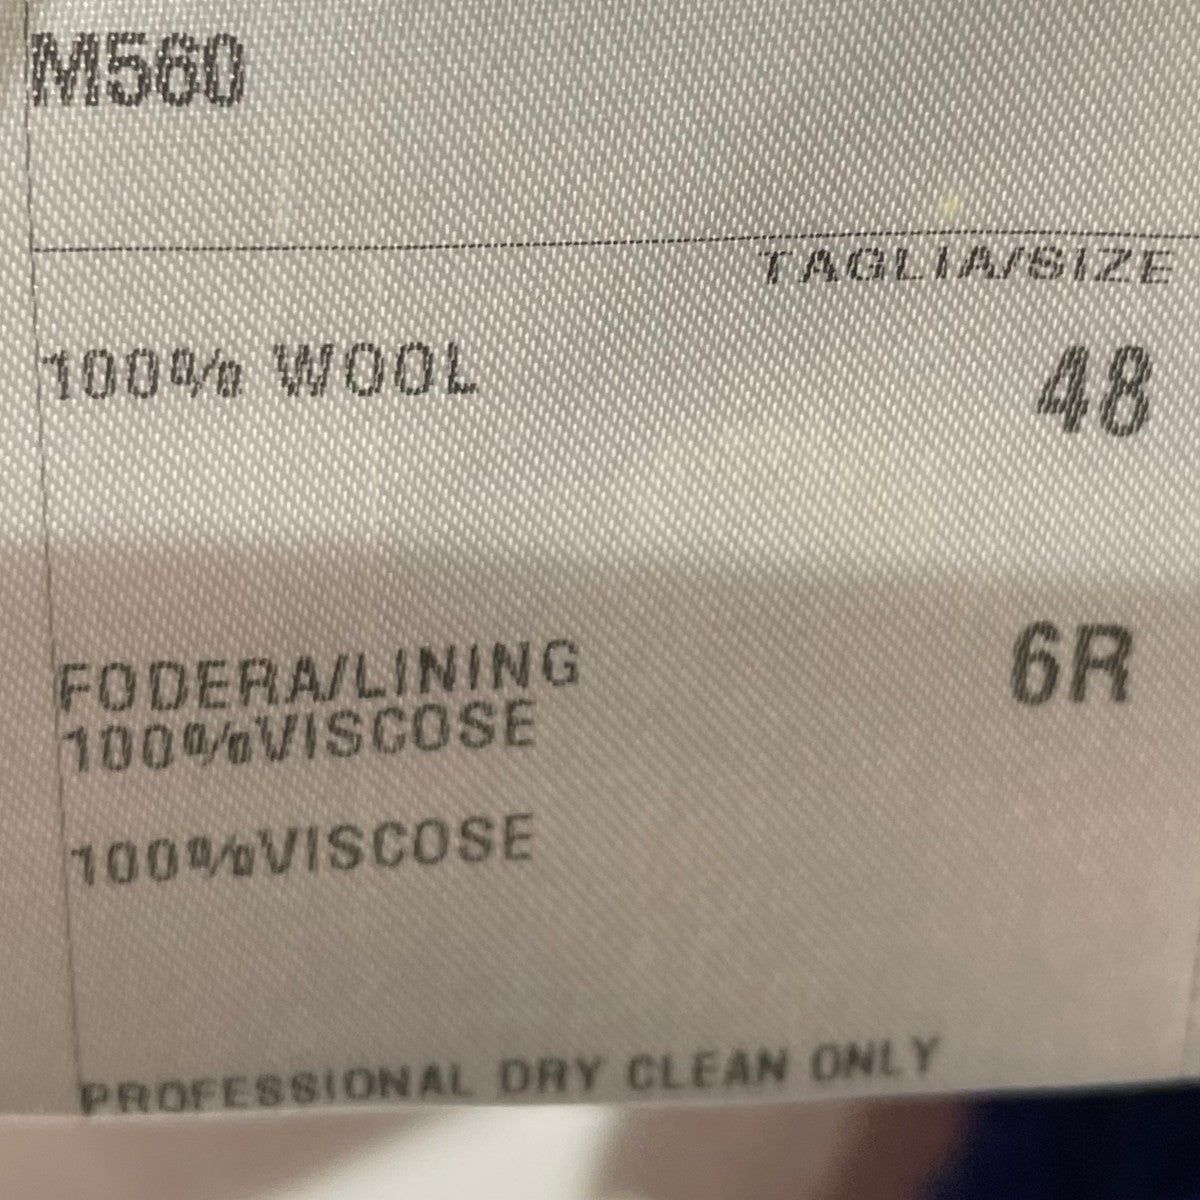 M560
TAGLIA/SIZE
100% WOOL
48
6R
FODERA/LINING
100%VISCOSE
100%VISCOSE
PROFESSIONAL DRY CLEAN ONLY